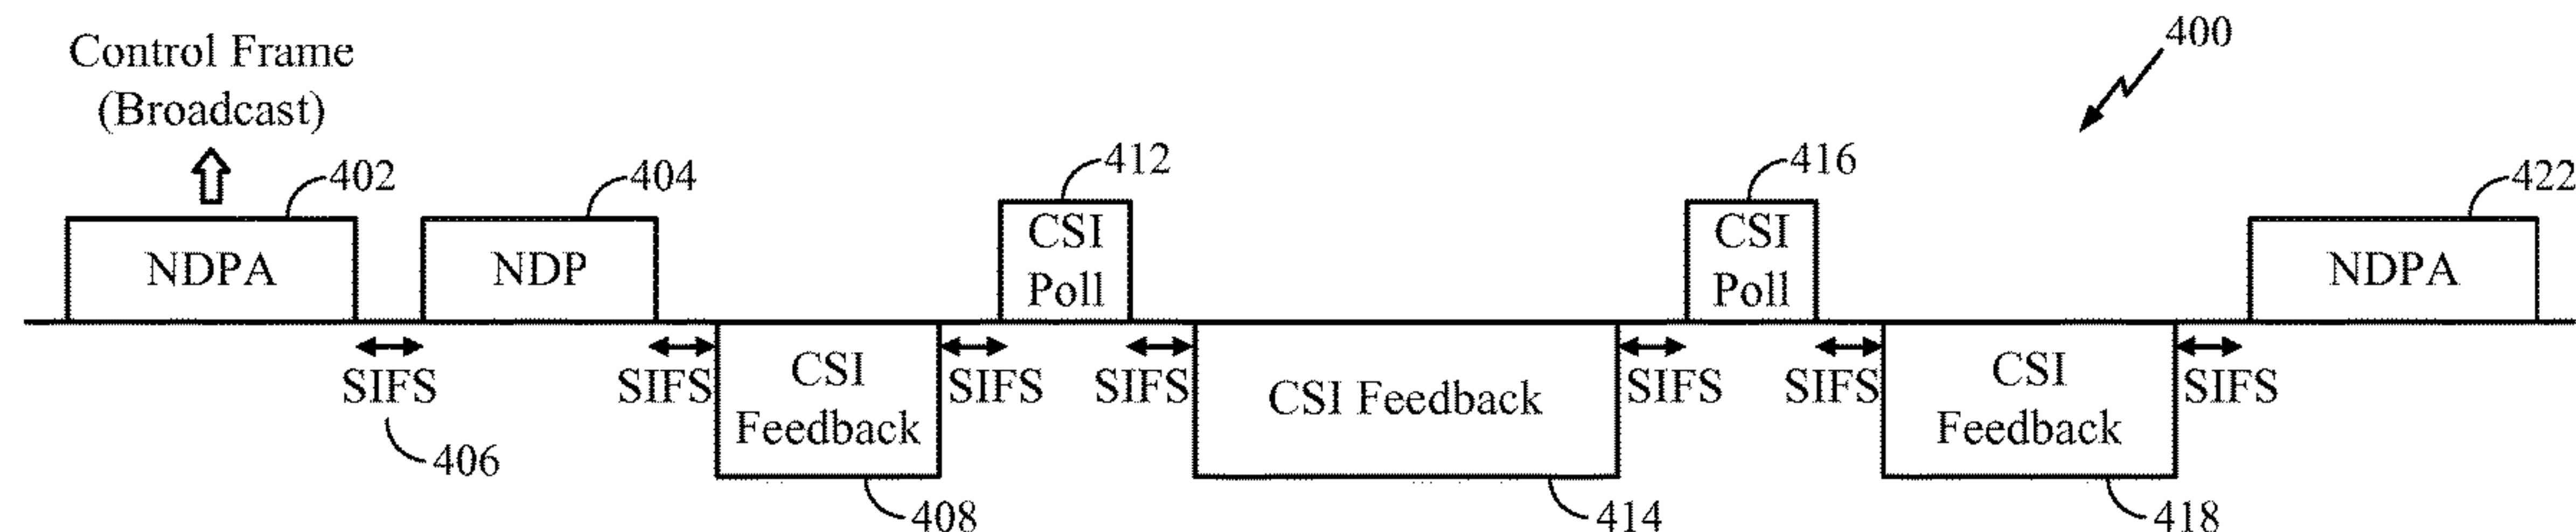 400
Control Frame
(Broadcast)
402
404
412
416
422
NDPA
NDP
CSI
Poll
CSI
Poll
NDPA
SIFS
SIFS
CSI
Feedback
SIFS
SIFS
CSI Feedback
SIFS
SIFS
CSI
Feedback
SIFS
406
408
414
418